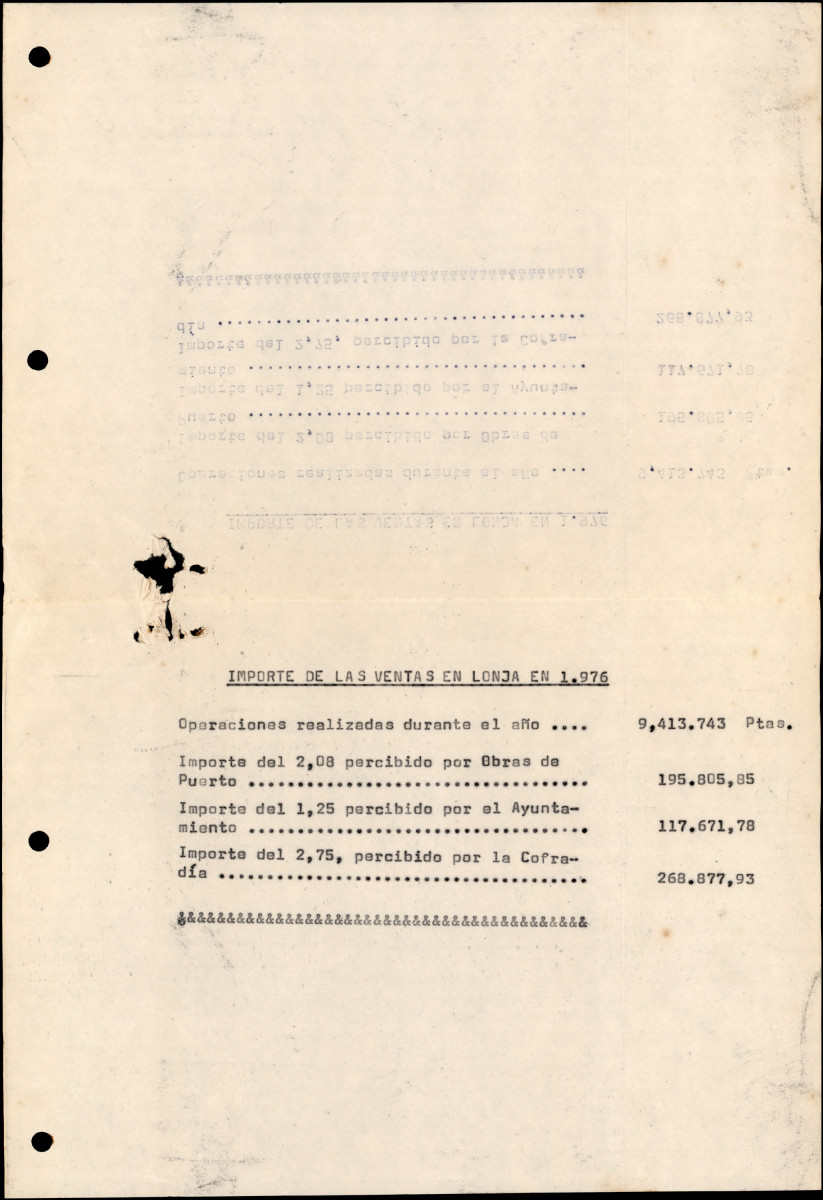 IMPORTE DE LAS VENTAS EN LONJA EN 1.976
Operaciones realizadas durante el año .... 9,413.743 Ptas.
Importe del 2,08 percibido por Obras de
Puerto ................................... 195.805,85
Importe del 1,25 percibido por el Ayunta-
miento ................................... 117.671,78
Importe del 2,75, percibido por la Cofra-
día ...................................... 268.877,93
&&&&&&&&&&&&&&&&&&&&&&&&&&&&&&&&&&&&&&&&&&